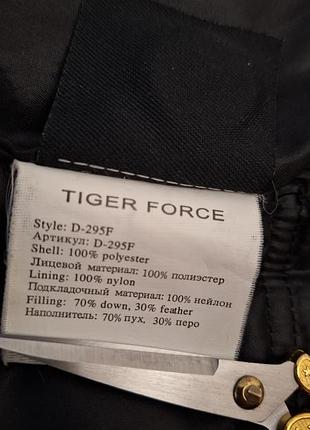 TIGER FORCE
Style: D-295F
Артикул: D-295F
Shell: 100% polyester
Лицевой материал: 100% полиэстер
Lining: 100% nylon
Подкладочный материал: 100% нейлон
Filling: 70% down, 30% feather
Наполнитель: 70% пух, 30% перо